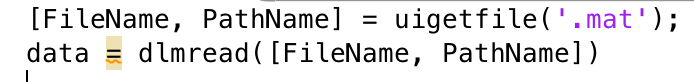 [FileName, PathName] = uigetfile('.mat');
data = dlmread([FileName, PathName])